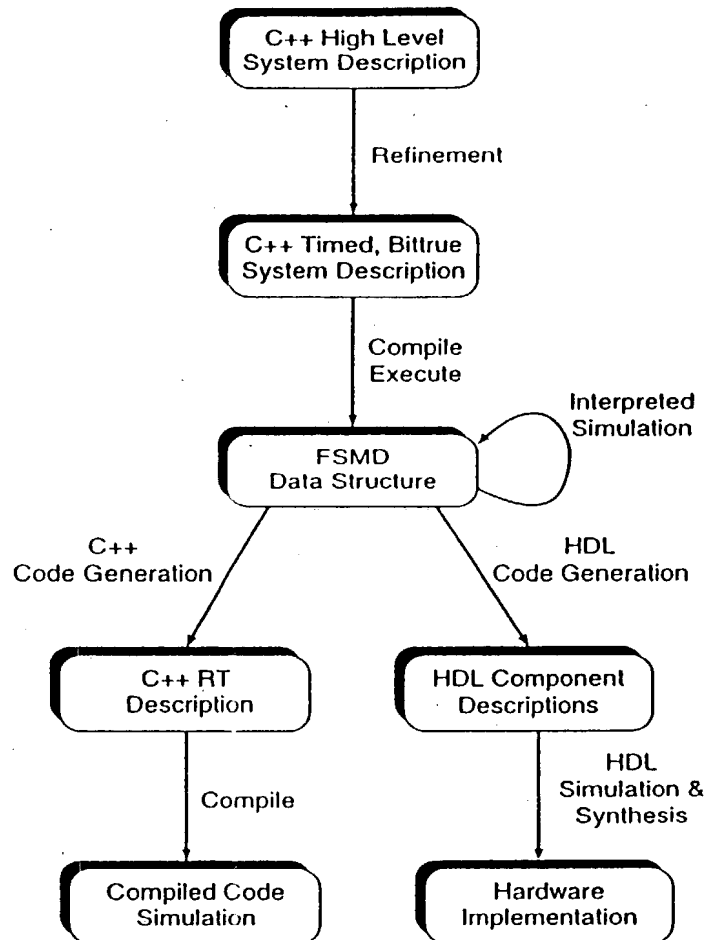 C++ High Level
System Description
Refinement
C++ Timed, Bittrue
System Description
Compile
Execute
Interpreted
Simulation
FSMD
Data Structure
C++
Code Generation
HDL
Code Generation
C++ RT
Description
HDL Component
Descriptions
Compile
HDL
Simulation &
Synthesis
Compiled Code
Simulation
Hardware
Implementation